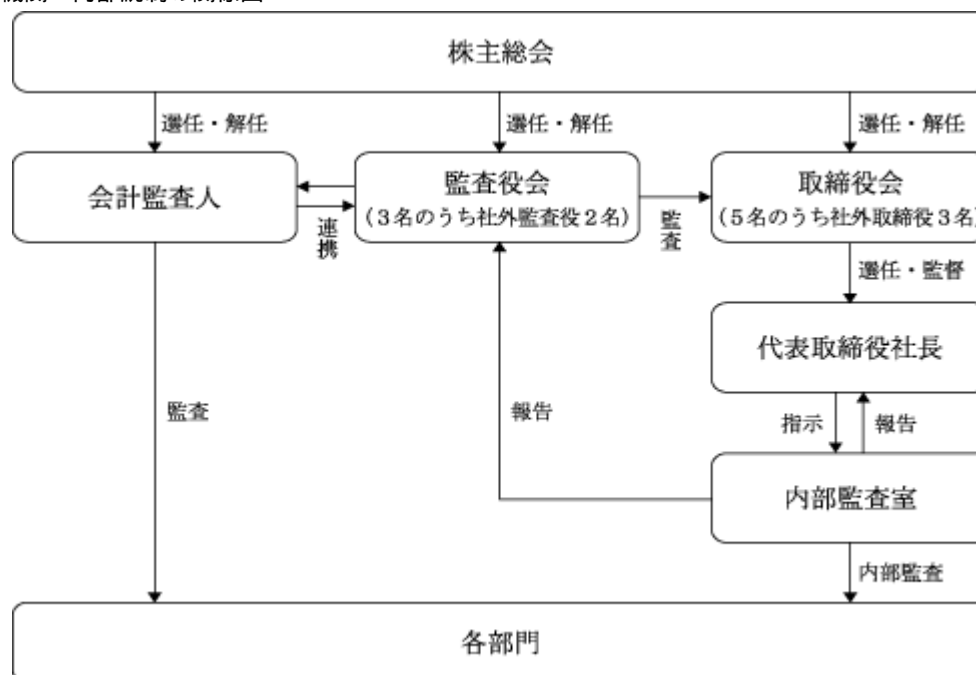 株主総会
選任・解任
選任・解任
選任・解任
会計監査人
監査役会
(3名のうち社外監査役2名)
取締役会
(5名のうち社外取締役3名)
連携
監査
選任・監督
代表取締役社長
監査
報告
指示
報告
内部監査室
内部監査
各部門